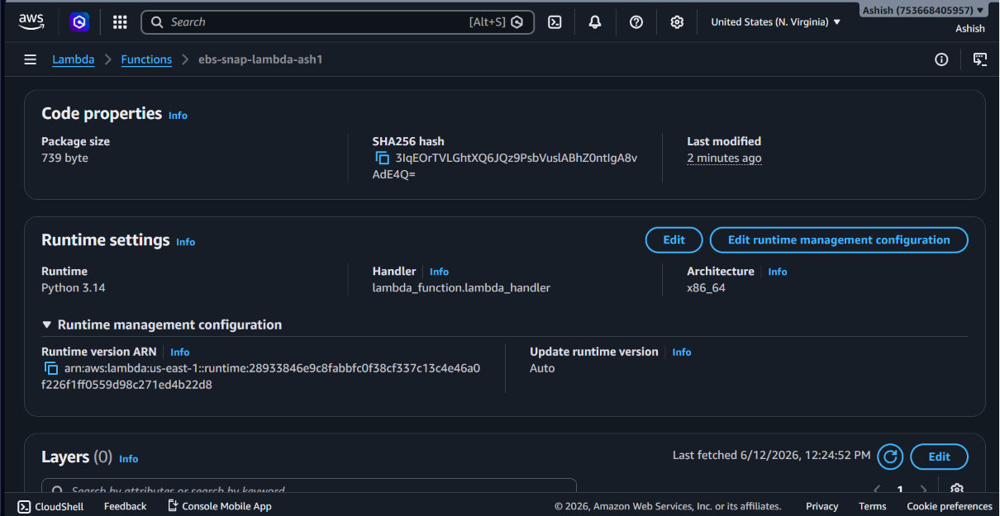 aws
Search [Alt+S]
United States (N. Virginia) ▼
Ashish (753668405957) ▼
Ashish
Lambda > Functions > ebs-snap-lambda-ash1
Code properties Info
Package size
739 byte
SHA256 hash
3IqEOrTVLGhtXQ6JQz9PsbVuslABhZ0ntIgA8v
AdE4Q=
Last modified
2 minutes ago
Runtime settings Info
Edit
Edit runtime management configuration
Runtime
Python 3.14
Handler Info
lambda_function.lambda_handler
Architecture Info
x86_64
▼ Runtime management configuration
Runtime version ARN Info
arn:aws:lambda:us-east-1::runtime:28933846e9c8fabbfc0f38cf337c13c4e46a0
f226f1ff0559d98c271ed4b22d8
Update runtime version Info
Auto
Layers (0) Info
Last fetched 6/12/2026, 12:24:52 PM
Edit
Search by attributes or search by keyword
< 1 >
CloudShell Feedback Console Mobile App
© 2026, Amazon Web Services, Inc. or its affiliates. Privacy Terms Cookie preferences